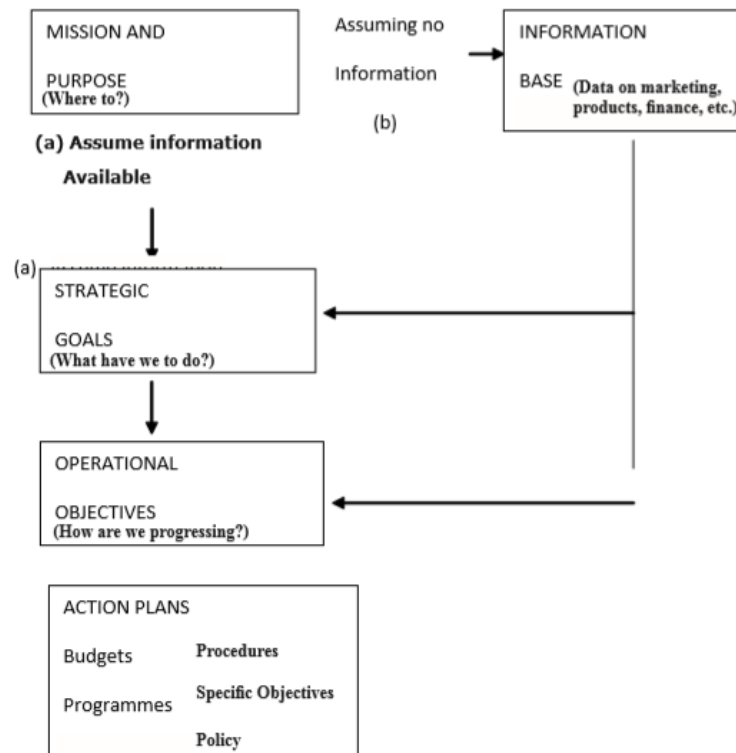 MISSION AND
PURPOSE
(Where to?)
Assuming no
Information
(b)
INFORMATION
BASE (Data on marketing,
products, finance, etc.)
(a) Assume information
Available
(a)
STRATEGIC
GOALS
(What have we to do?)
OPERATIONAL
OBJECTIVES
(How are we progressing?)
ACTION PLANS
Budgets Procedures
Programmes Specific Objectives
Policy